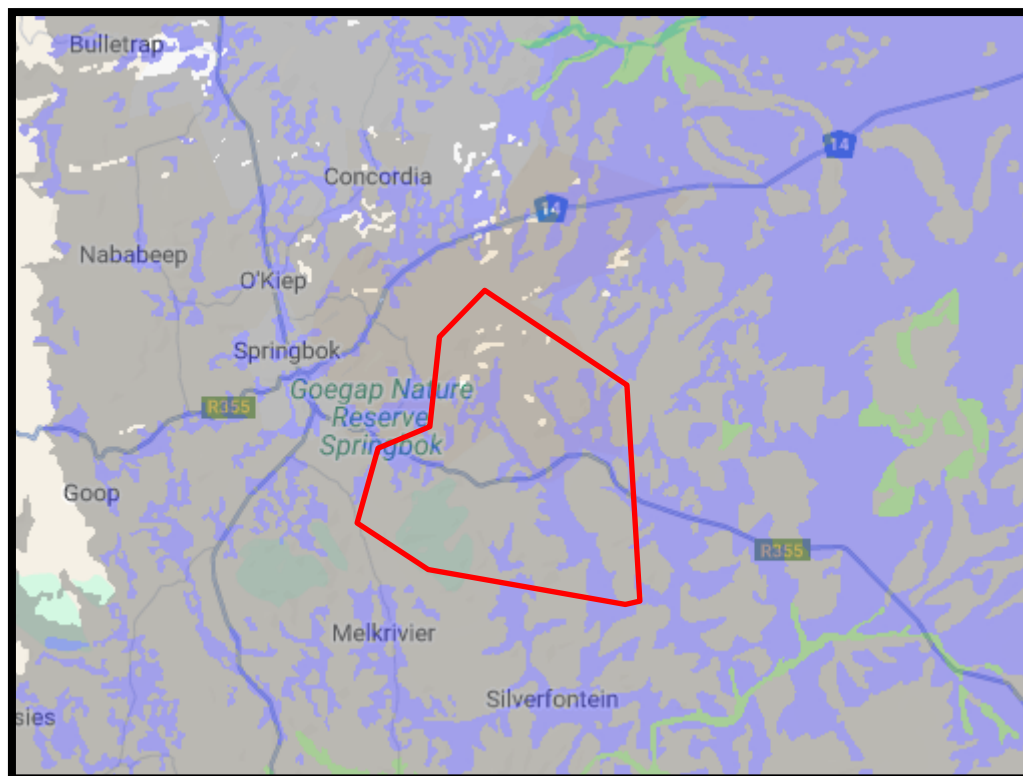 Bulletrap
14
Concordia
14
Nababeep
O'Kiep
Springbok
Goegap Nature
Reserve
Springbok
R355
Goop
R355
Melkrivier
Silverfontein
sies